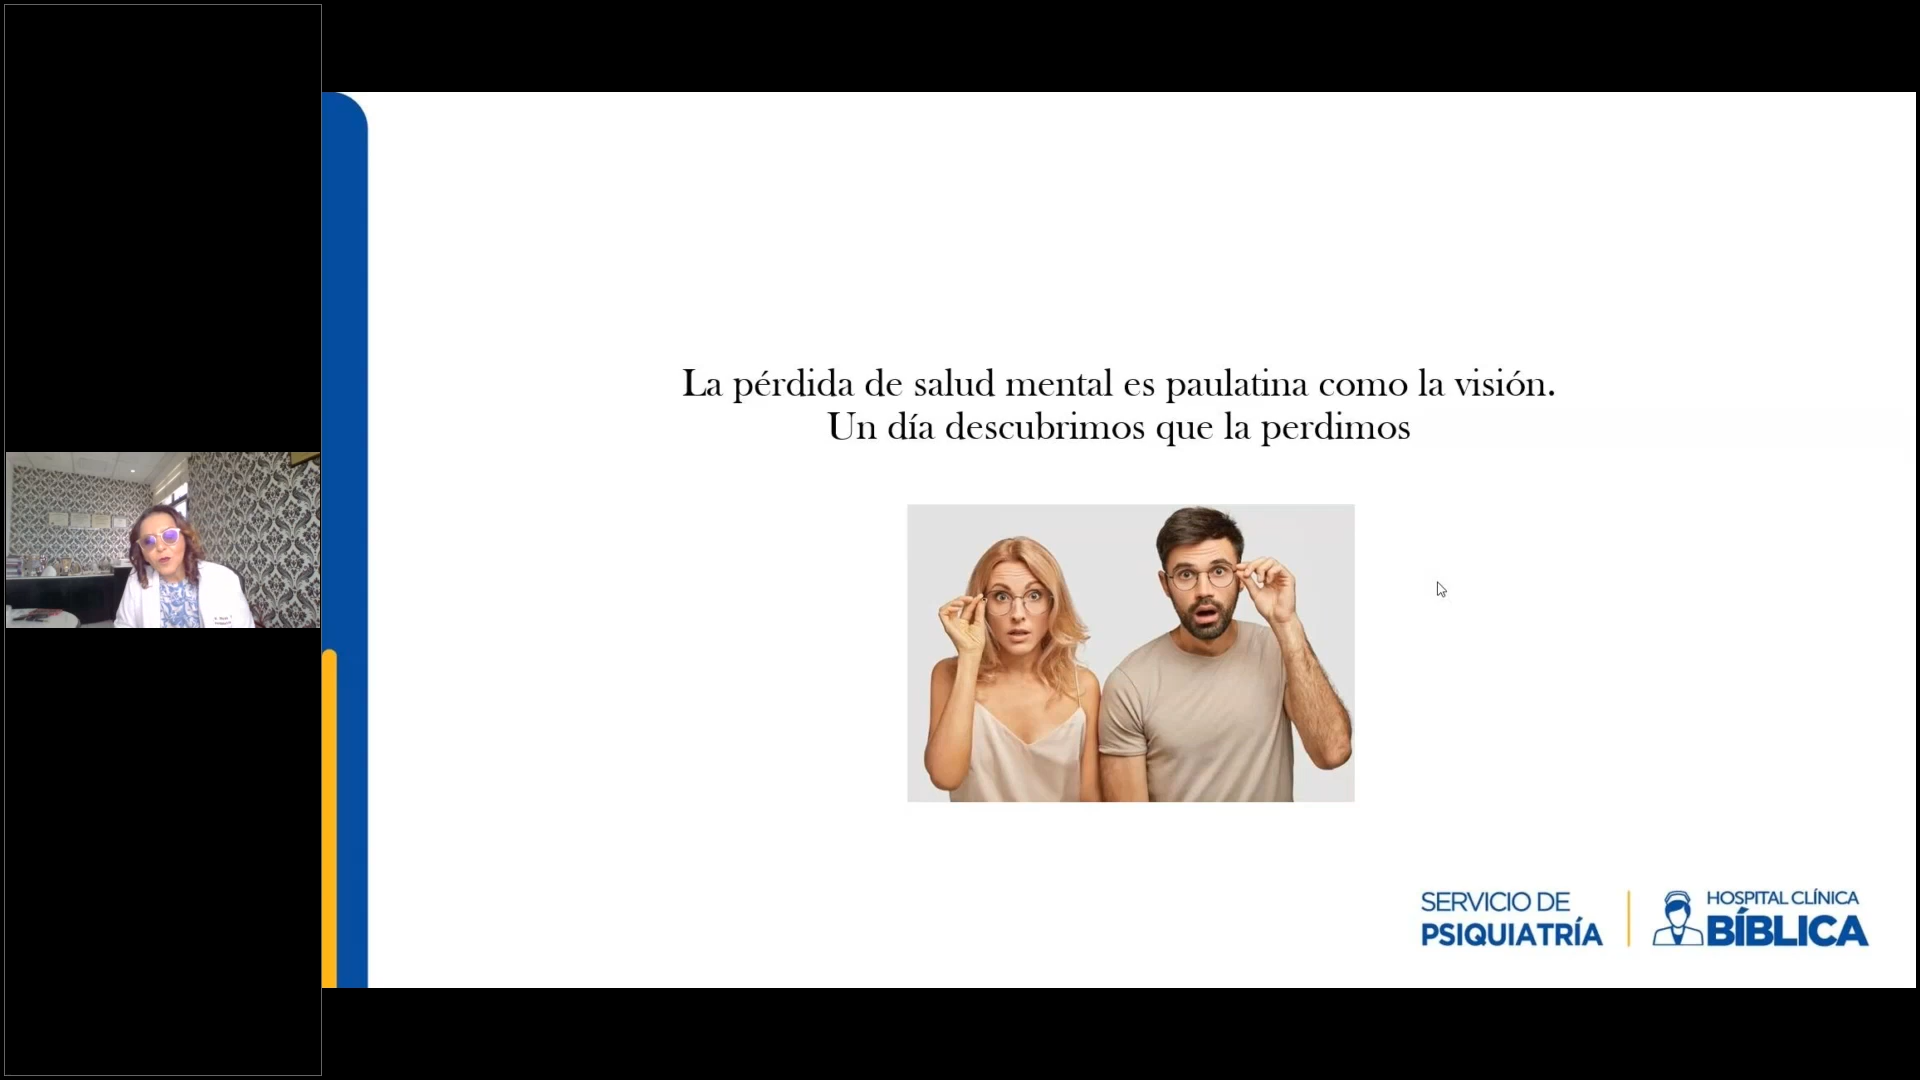 La pérdida de salud mental es paulatina como la visión.
Un día descubrimos que la perdimos
SERVICIO DE
PSIQUIATRÍA
HOSPITAL CLÍNICA
BÍBLICA